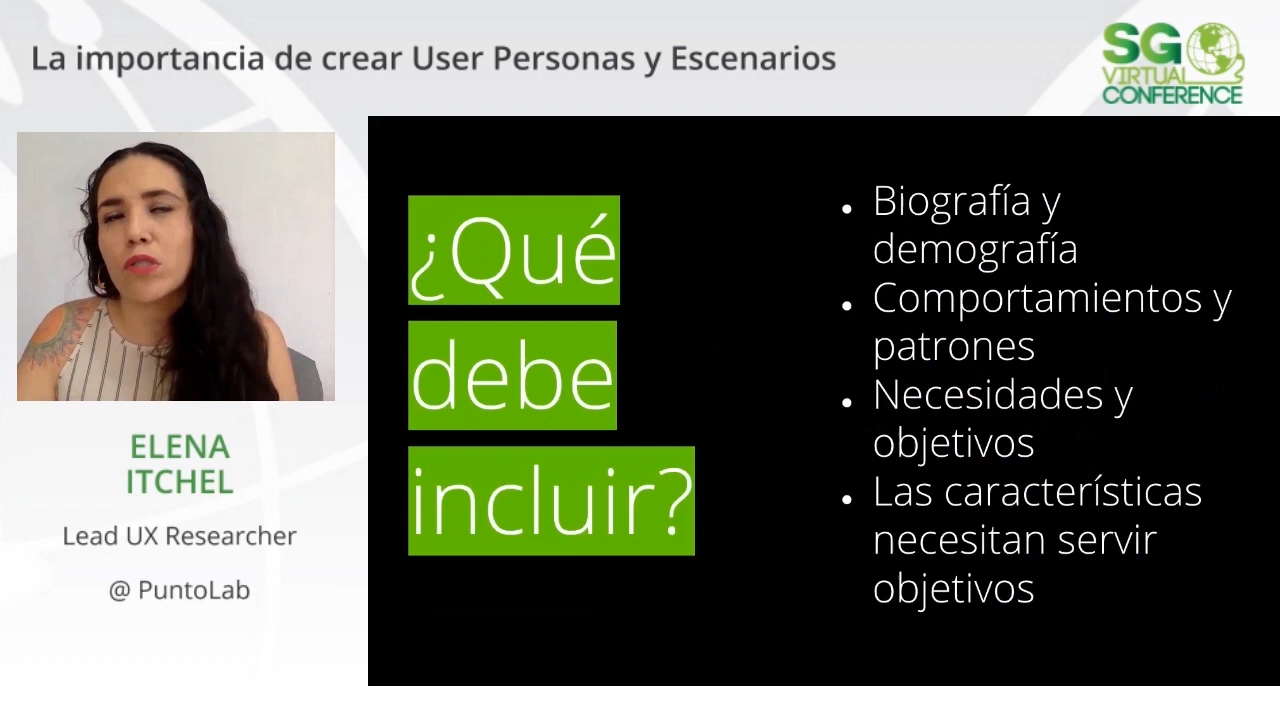 La importancia de crear User Personas y Escenarios
SG
VIRTUAL
CONFERENCE
ELENA
ITCHEL
Lead UX Researcher
@ PuntoLab
¿Qué
debe
incluir?
• Biografía y
demografía
• Comportamientos y
patrones
• Necesidades y
objetivos
• Las características
necesitan servir
objetivos